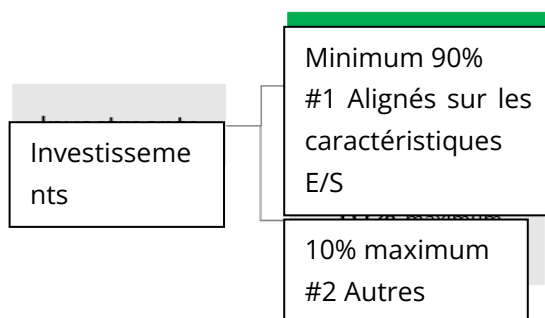 Minimum 90%
#1 Alignés sur les
caractéristiques
E/S
Investisseme
nts
10% maximum
#2 Autres